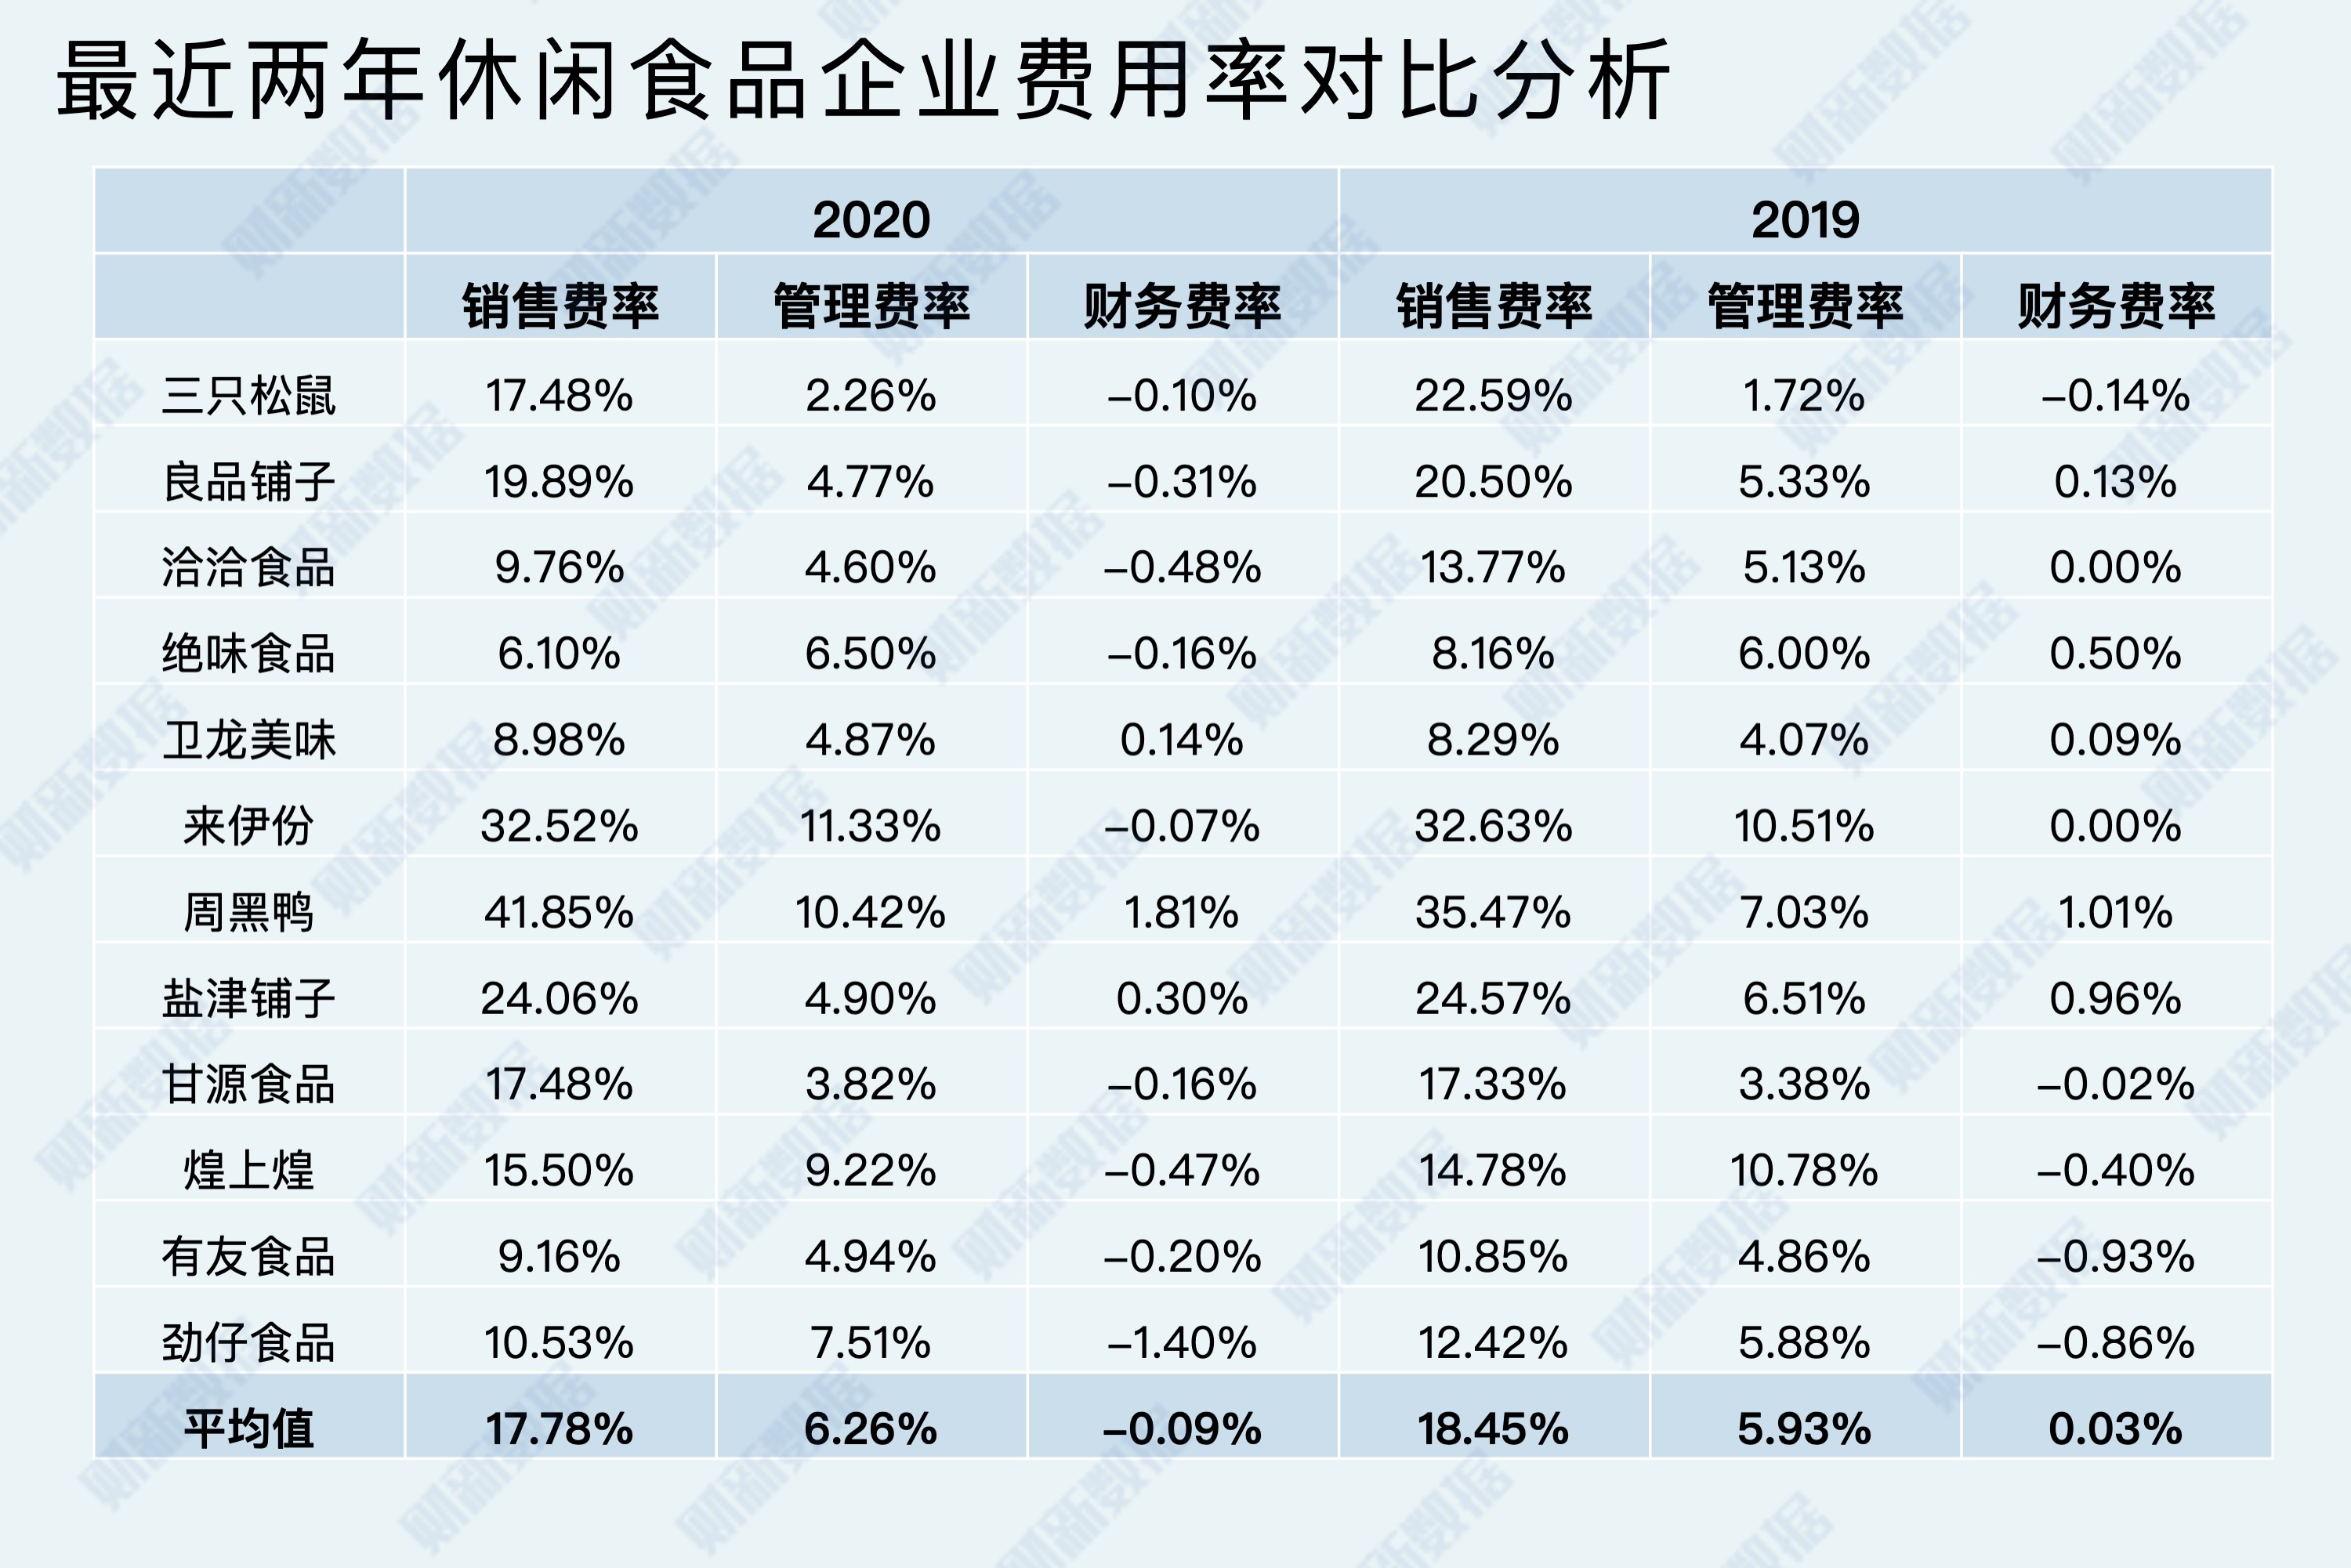 最近两年休闲食品企业费用率对比分析
2020 2019
销售费率 管理费率 财务费率 销售费率 管理费率 财务费率
三只松鼠 17.48% 2.26% –0.10% 22.59% 1.72% –0.14%
良品铺子 19.89% 4.77% –0.31% 20.50% 5.33% 0.13%
洽洽食品 9.76% 4.60% –0.48% 13.77% 5.13% 0.00%
绝味食品 6.10% 6.50% –0.16% 8.16% 6.00% 0.50%
卫龙美味 8.98% 4.87% 0.14% 8.29% 4.07% 0.09%
来伊份 32.52% 11.33% –0.07% 32.63% 10.51% 0.00%
周黑鸭 41.85% 10.42% 1.81% 35.47% 7.03% 1.01%
盐津铺子 24.06% 4.90% 0.30% 24.57% 6.51% 0.96%
甘源食品 17.48% 3.82% –0.16% 17.33% 3.38% –0.02%
煌上煌 15.50% 9.22% –0.47% 14.78% 10.78% –0.40%
有友食品 9.16% 4.94% –0.20% 10.85% 4.86% –0.93%
劲仔食品 10.53% 7.51% –1.40% 12.42% 5.88% –0.86%
平均值 17.78% 6.26% –0.09% 18.45% 5.93% 0.03%
财新数据